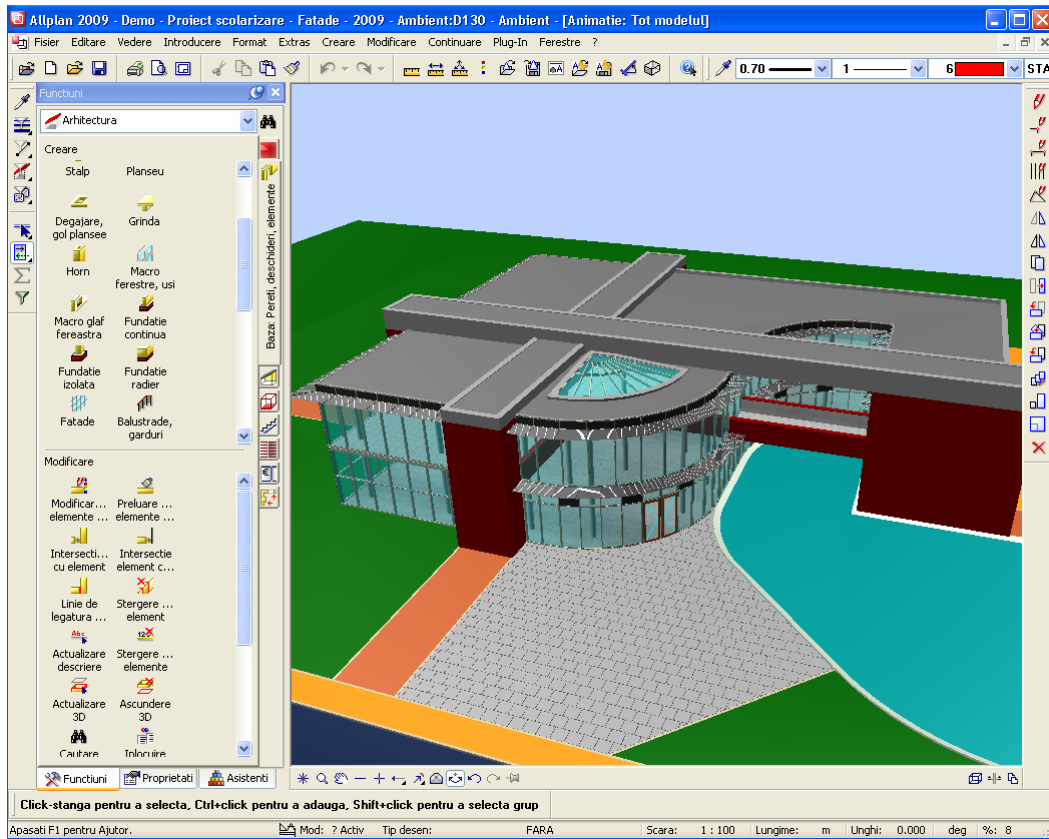 Allplan 2009 - Demo - Proiect scolarizare - Fatade - 2009 - Ambient:D130 - Ambient - [Animatie: Tot modelul]
Fisier Editare Vedere Introducere Format Extras Creare Modificare Continuare Plug-In Ferestre ?
0.70 1 6 STA
Functiuni
Arhitectura
Creare
Stalp Planseu
Degajare, Grinda
gol plansee
Horn Macro
ferestre, usi
Macro glaf Fundatie
fereastra continua
Fundatie Fundatie
izolata radier
Fatade Balustrade,
garduri
Baza: Pereti, deschideri, elemente
Modificare
Modificar... Preluare ...
elemente ... elemente ...
Intersecti... Intersectie
cu element element c...
Linie de Stergere ...
legatura ... element
Actualizare Stergere ...
descriere elemente
Actualizare Ascundere
3D 3D
Cautare Inlocuire
Functiuni Proprietati Asistenti
Click-stanga pentru a selecta, Ctrl+click pentru a adauga, Shift+click pentru a selecta grup
Apasati F1 pentru Ajutor. Mod: ? Activ Tip desen: FARA Scara: 1 : 100 Lungime: m Unghi: 0.000 deg %: 8